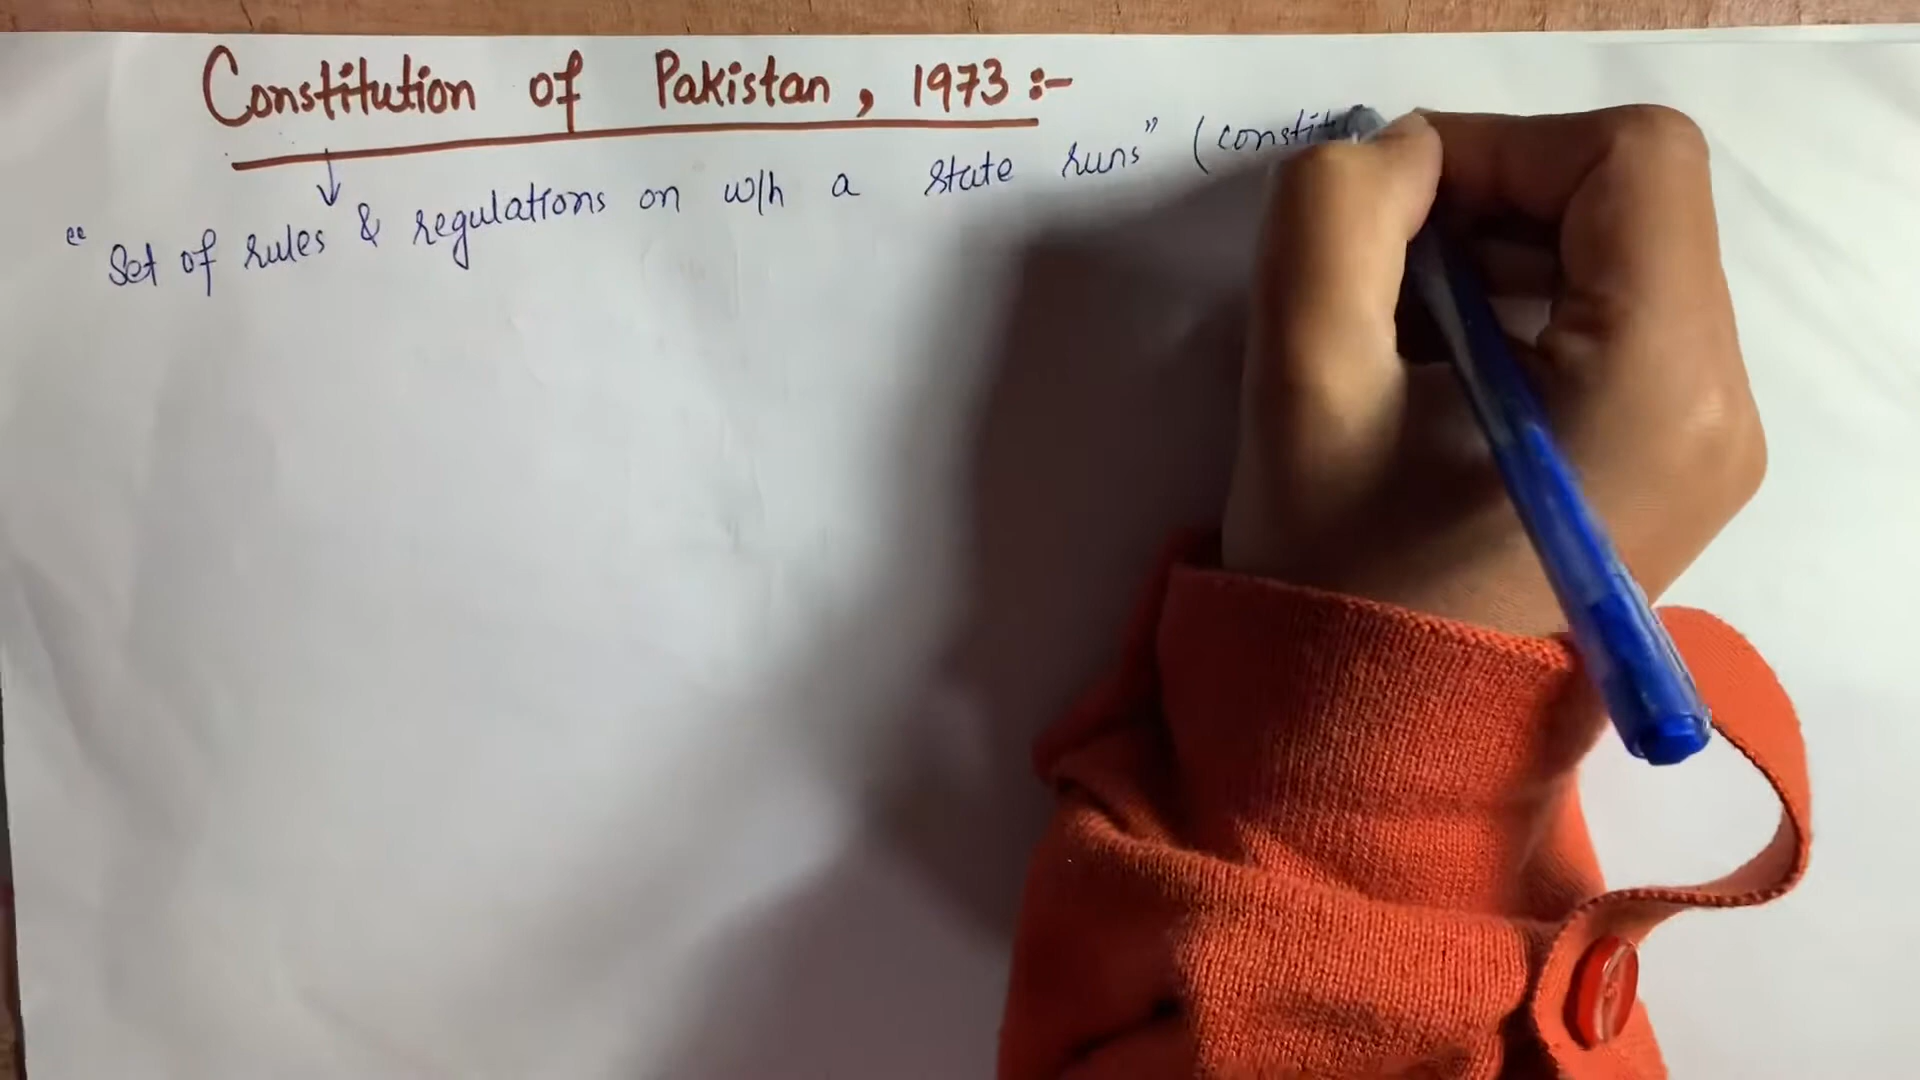 Constitution of Pakistan, 1973 :-
"Set of rules & regulations on w/h a state runs" (